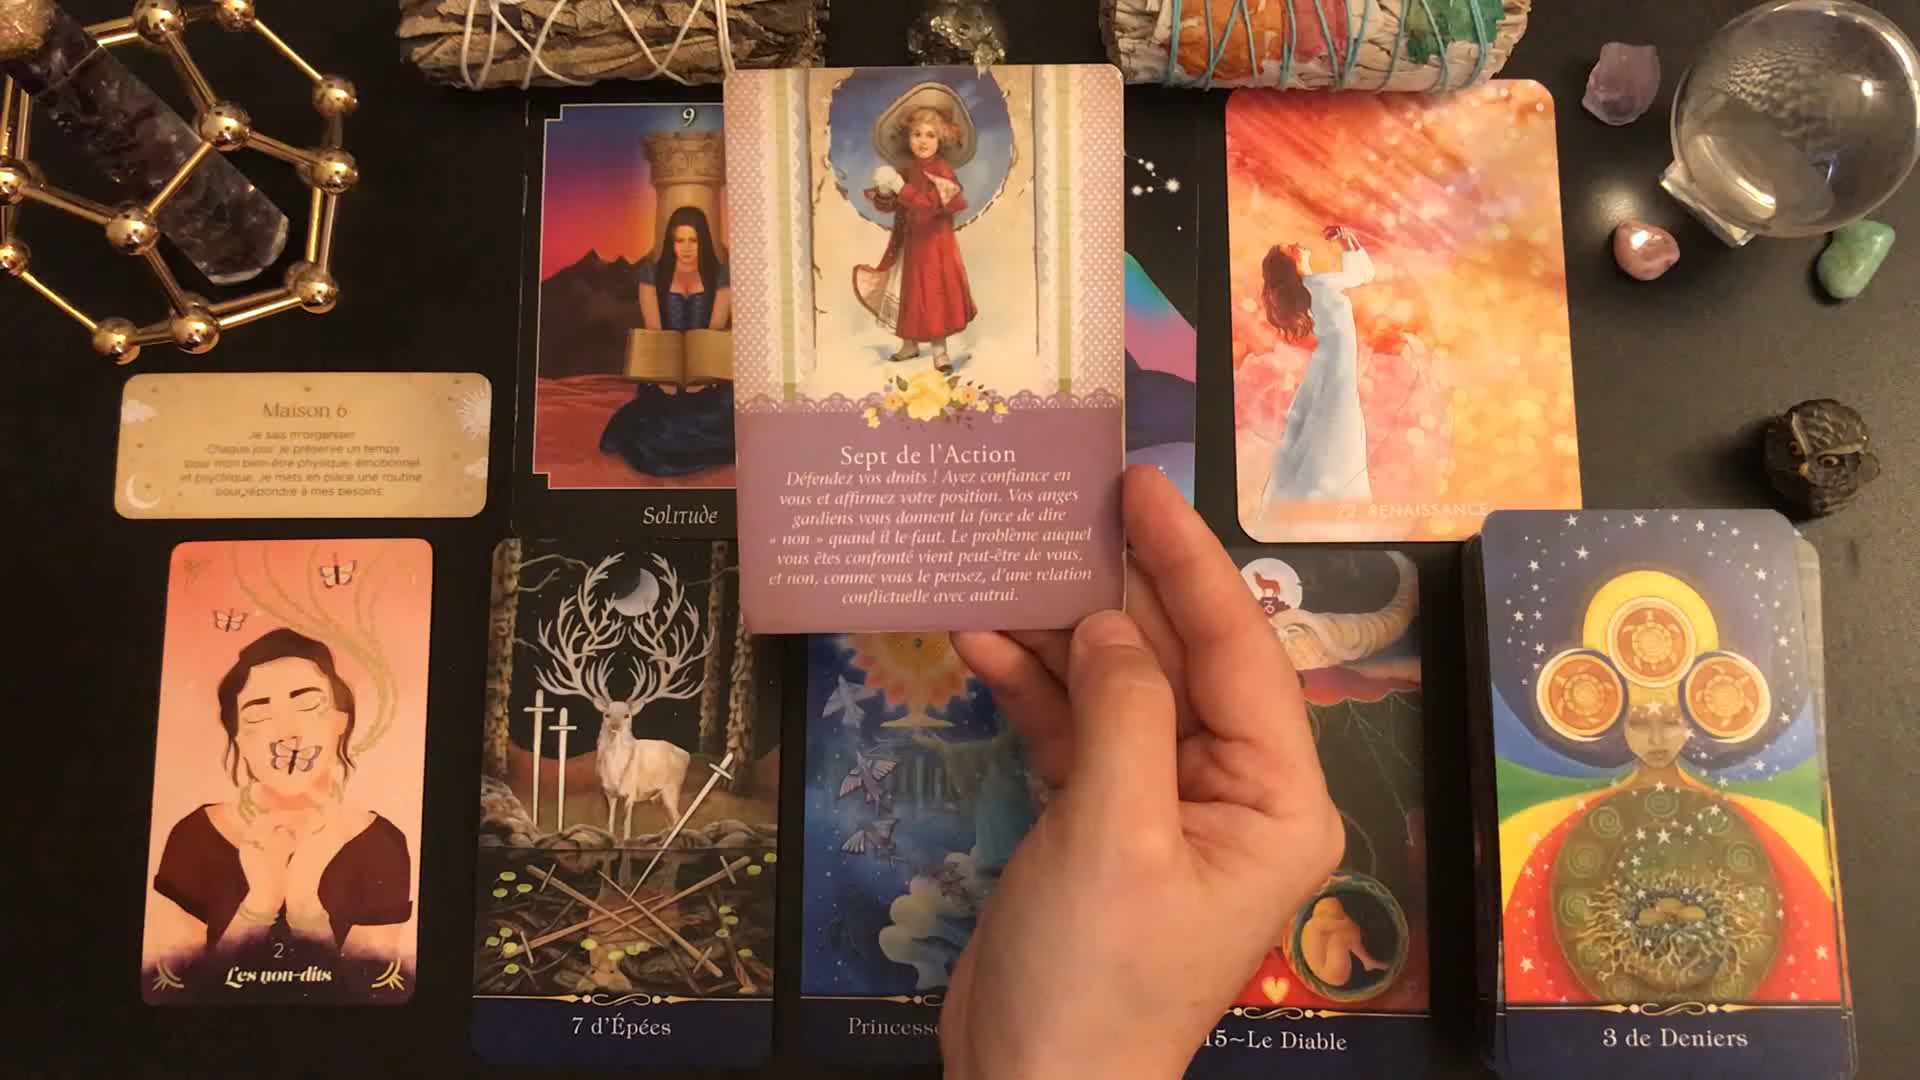 9
Solitude
Sept de l'Action
Défendez vos droits ! Ayez confiance en
vous et affirmez votre position. Vos anges
gardiens vous donnent la force de dire
« non » quand il le faut. Le problème auquel
vous êtes confronté vient peut-être de vous,
et non, comme vous le pensez, d'une relation
conflictuelle avec autrui.
72. RENAISSANCE
Maison 6
Je sais m'organiser
Chaque jour, je préserve un temps
pour mon bien-être physique, émotionnel
et psychique. Je mets en place une routine
pour répondre à mes besoins.
2
Les non-dits
7 d'Épées
Princesse
15~Le Diable
3 de Deniers